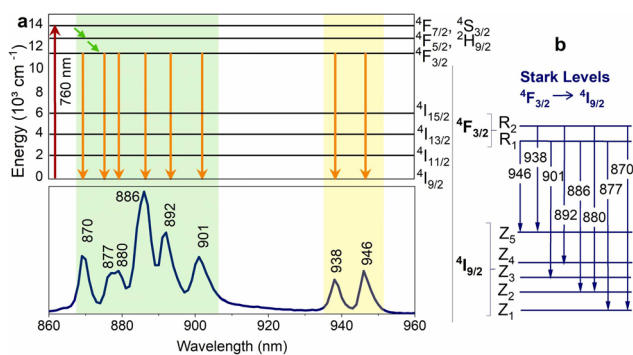 a
Energy (10³ cm⁻¹)
14
12
10
8
6
4
2
0
760 nm
⁴F₇/₂, ⁴S₃/₂
⁴F₅/₂, ²H₉/₂
⁴F₃/₂
⁴I₁₅/₂
⁴I₁₃/₂
⁴I₁₁/₂
⁴I₉/₂
870
877
880
886
892
901
938
946
860 880 900 920 940 960
Wavelength (nm)
b
Stark Levels
⁴F₃/₂ → ⁴I₉/₂
⁴F₃/₂
R₂
R₁
946
938
901
892
886
880
877
870
⁴I₉/₂
Z₅
Z₄
Z₃
Z₂
Z₁